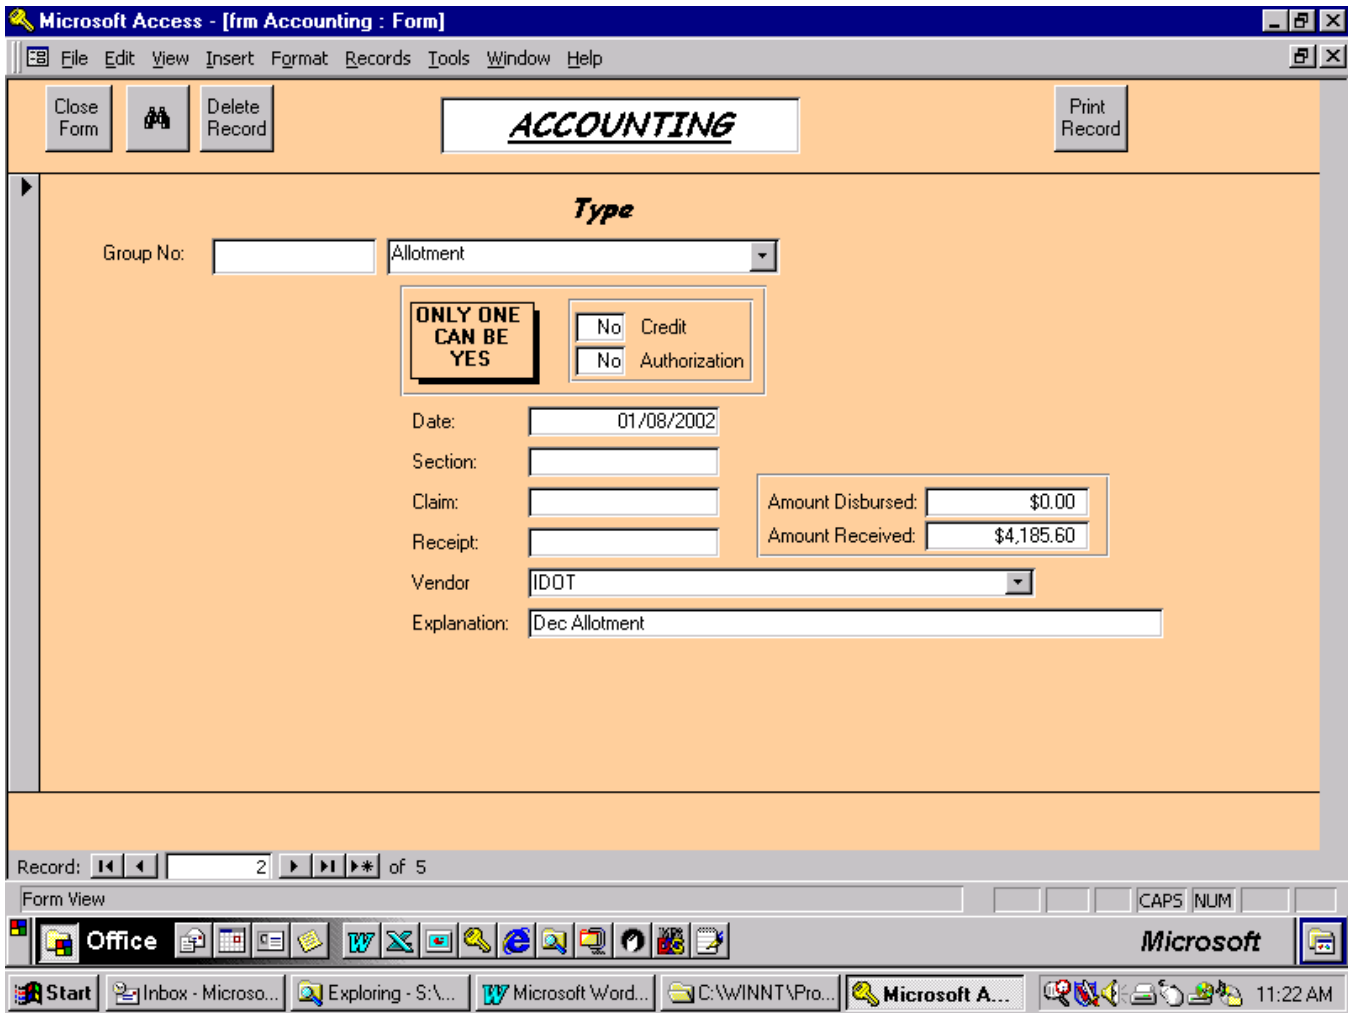 Microsoft Access - [frm Accounting : Form]
File Edit View Insert Format Records Tools Window Help
Close Form
Delete Record
ACCOUNTING
Print Record
Type
Group No:
Allotment
ONLY ONE
CAN BE
YES
No Credit
No Authorization
Date: 01/08/2002
Section:
Claim:
Amount Disbursed: $0.00
Receipt:
Amount Received: $4,185.60
Vendor IDOT
Explanation: Dec Allotment
Record: 2 of 5
Form View CAPS NUM
Office Microsoft
Start Inbox - Microso... Exploring - S:\... Microsoft Word... C:\WINNT\Pro... Microsoft A... 11:22 AM